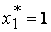 x₁* = 1